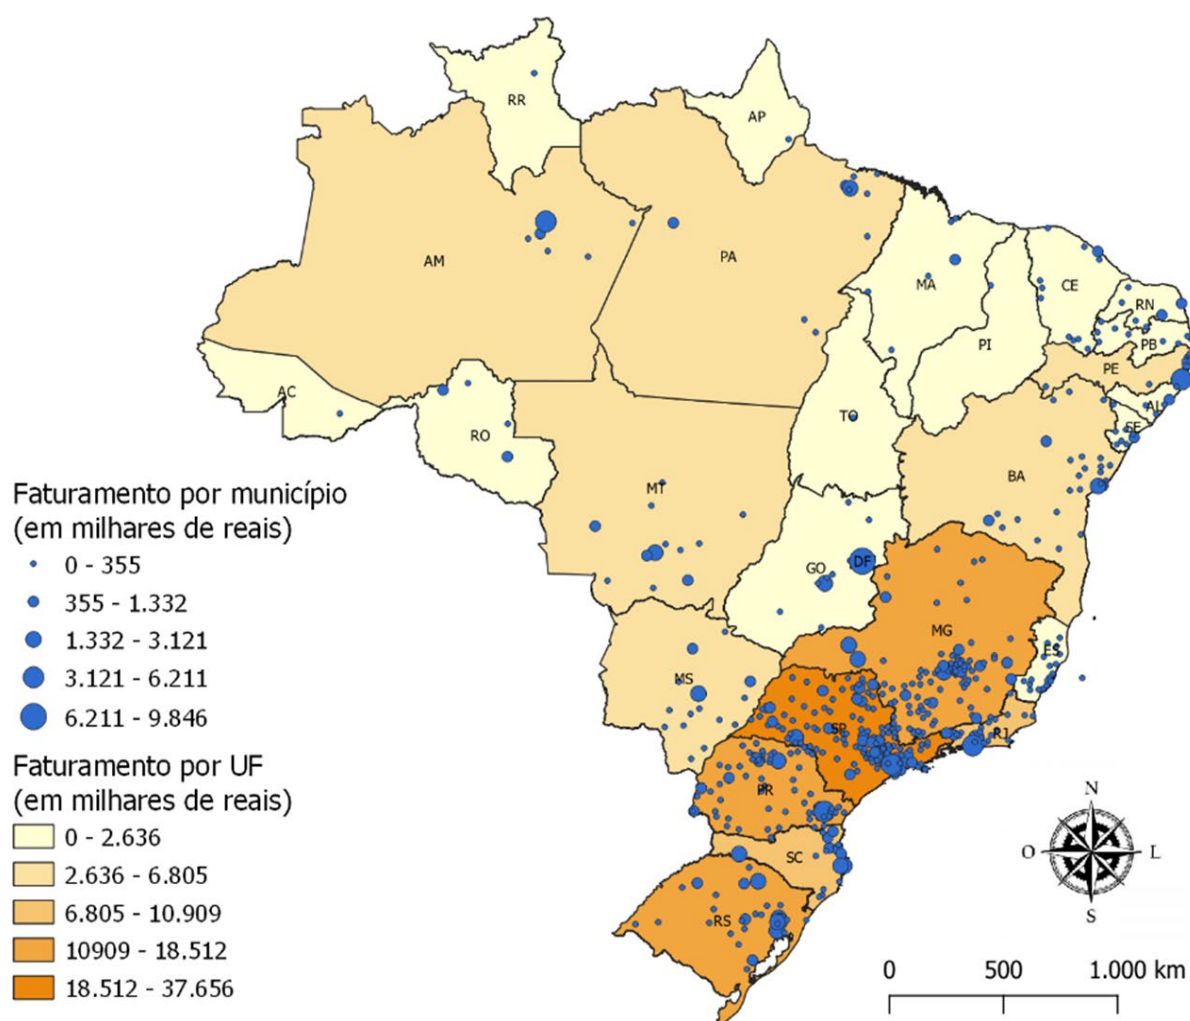 RR
AP
AM
PA
MA
CE
RN
PB
PI
PE
AC
AL
TO
SE
RO
BA
MT
GO
DF
MG
ES
MS
SP
RJ
PR
SC
RS
Faturamento por município
(em milhares de reais)
0 - 355
355 - 1.332
1.332 - 3.121
3.121 - 6.211
6.211 - 9.846
Faturamento por UF
(em milhares de reais)
0 - 2.636
2.636 - 6.805
6.805 - 10.909
10909 - 18.512
18.512 - 37.656
N
O
L
S
0 500 1.000 km